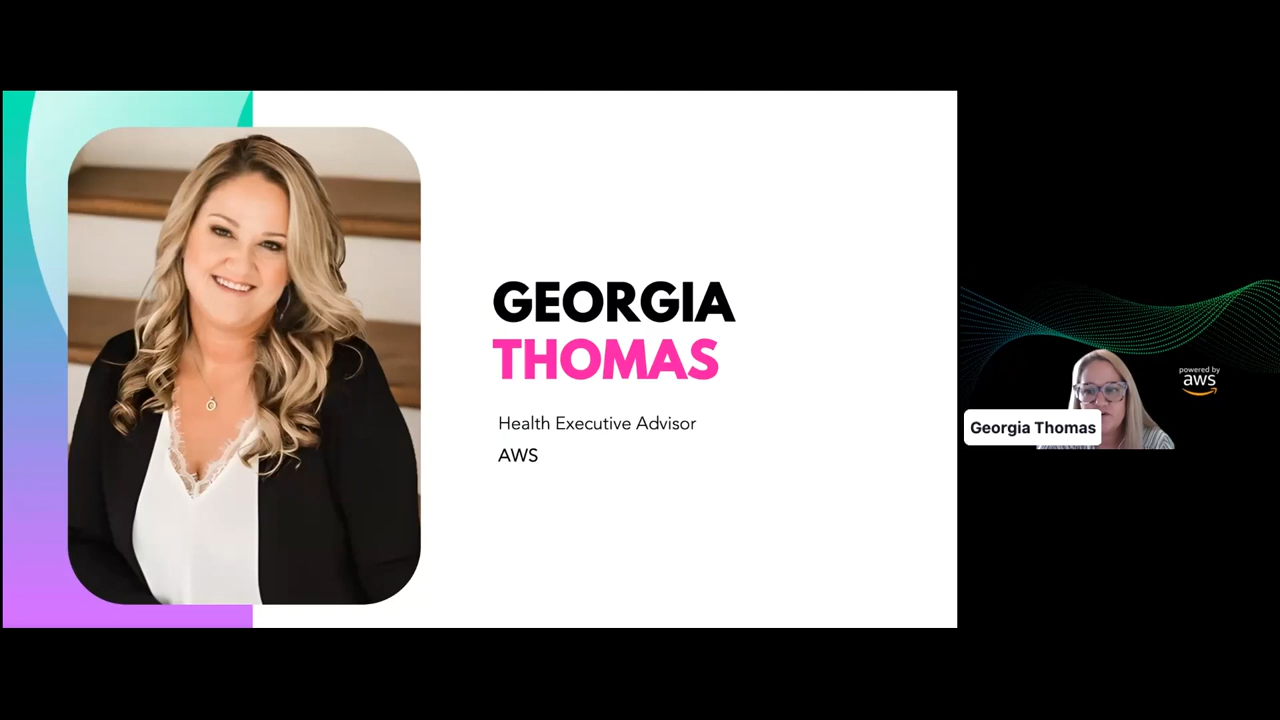 GEORGIA
THOMAS
Health Executive Advisor
AWS
powered by
aws
Georgia Thomas